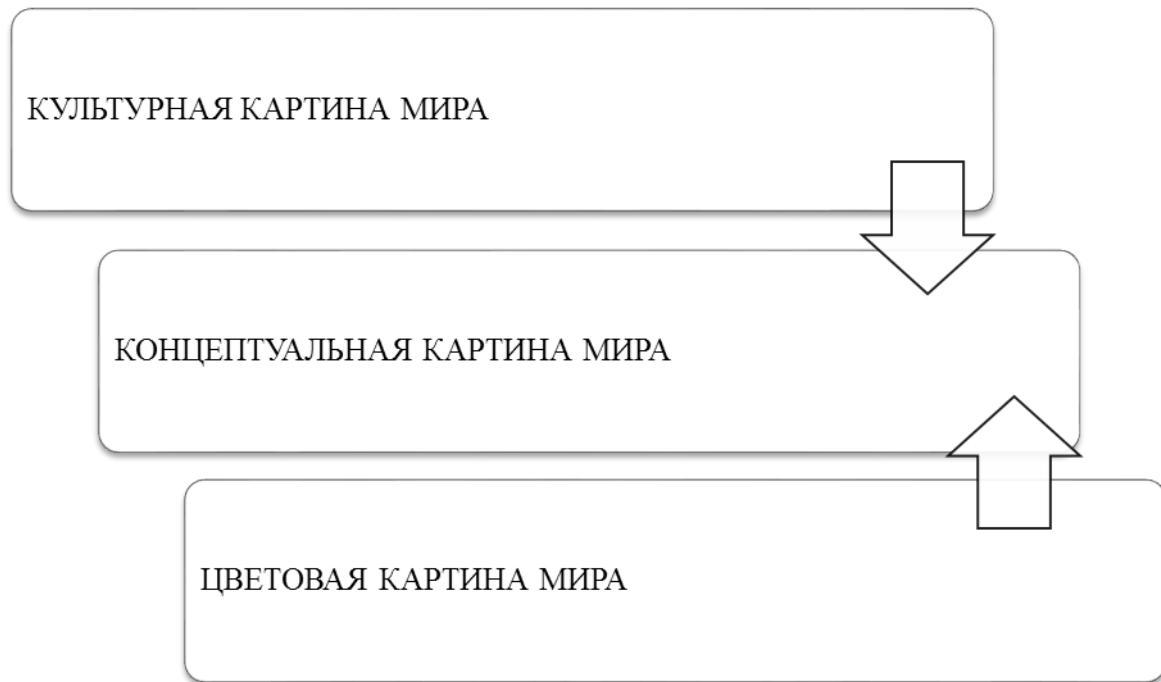 КУЛЬТУРНАЯ КАРТИНА МИРА
КОНЦЕПТУАЛЬНАЯ КАРТИНА МИРА
ЦВЕТОВАЯ КАРТИНА МИРА